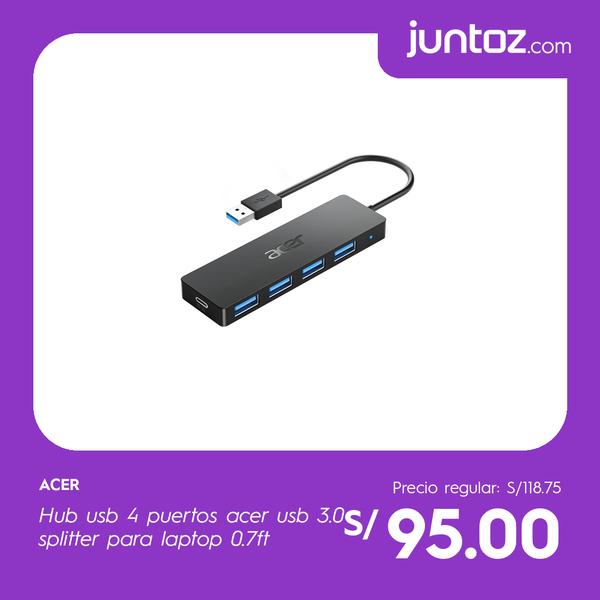 juntoz.com
acer
ACER
Hub usb 4 puertos acer usb 3.0
splitter para laptop 0.7ft
Precio regular: S/118.75
S/ 95.00